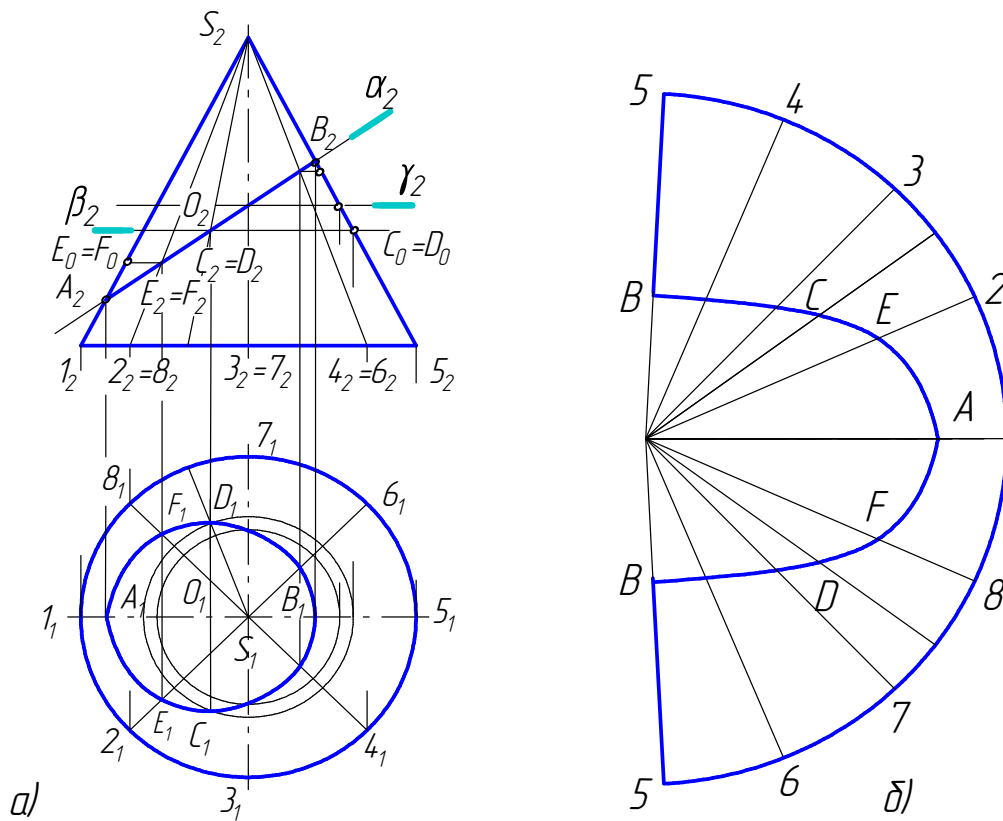 S₂
α₂
B₂
β₂
O₂
γ₂
E₀=F₀
C₂=D₂
C₀=D₀
A₂
E₂=F₂
1₂
2₂=8₂
3₂=7₂
4₂=6₂
5₂
7₁
8₁
6₁
F₁
D₁
1₁
A₁
O₁
B₁
5₁
S₁
E₁
C₁
2₁
4₁
3₁
а)
5
4
3
2
B
C
E
A
F
B
D
8
7
6
5
б)